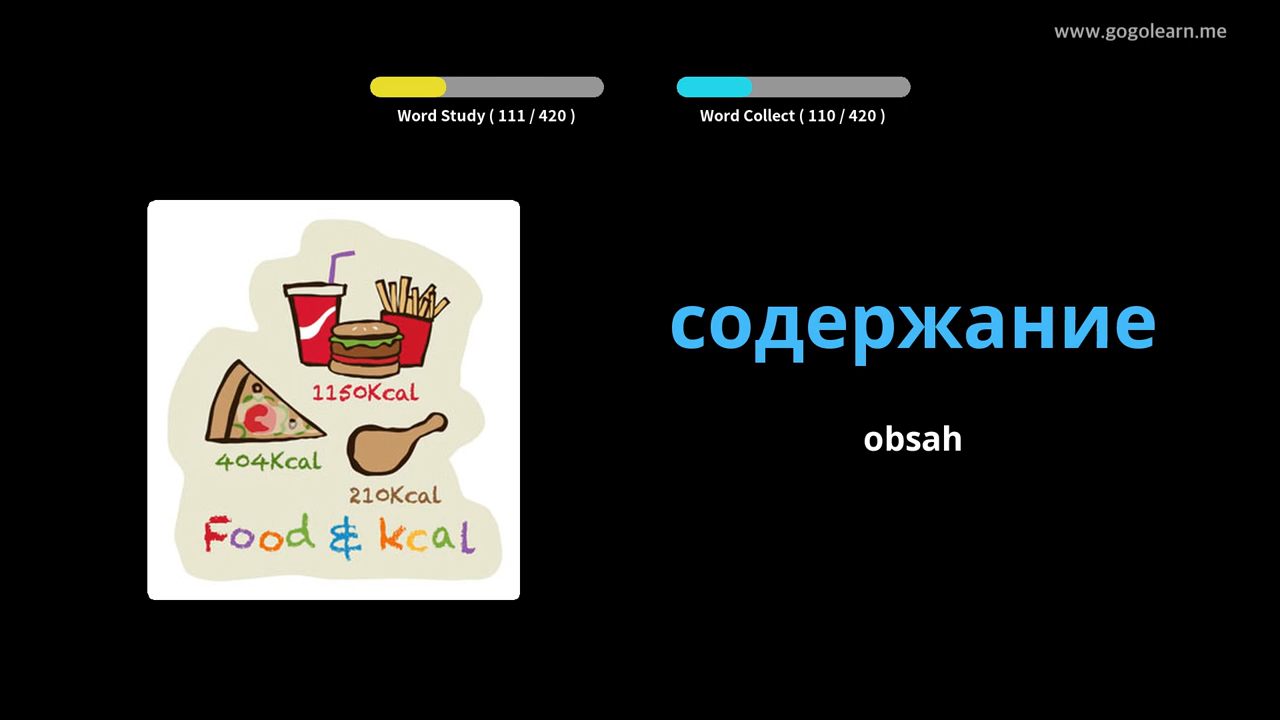 www.gogolearn.me
Word Study ( 111 / 420 )
Word Collect ( 110 / 420 )
1150Kcal
404Kcal
210Kcal
Food & kcal
содержание
obsah